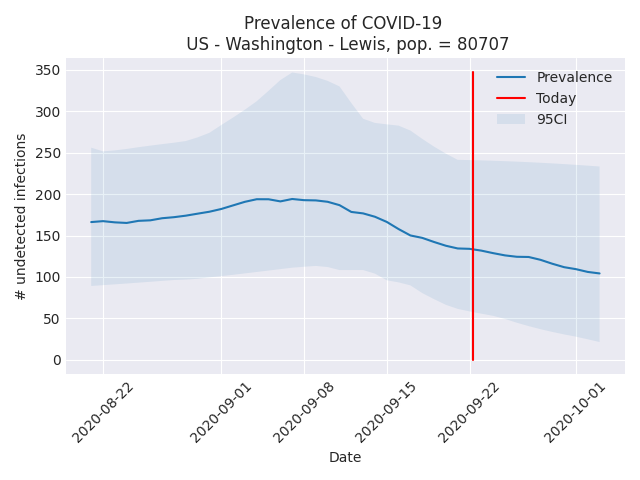 Prevalence of COVID-19
US - Washington - Lewis, pop. = 80707
350
300
250
200
150
100
50
0
# undetected infections
Prevalence
Today
95CI
2020-08-22
2020-09-01
2020-09-08
2020-09-15
2020-09-22
2020-10-01
Date